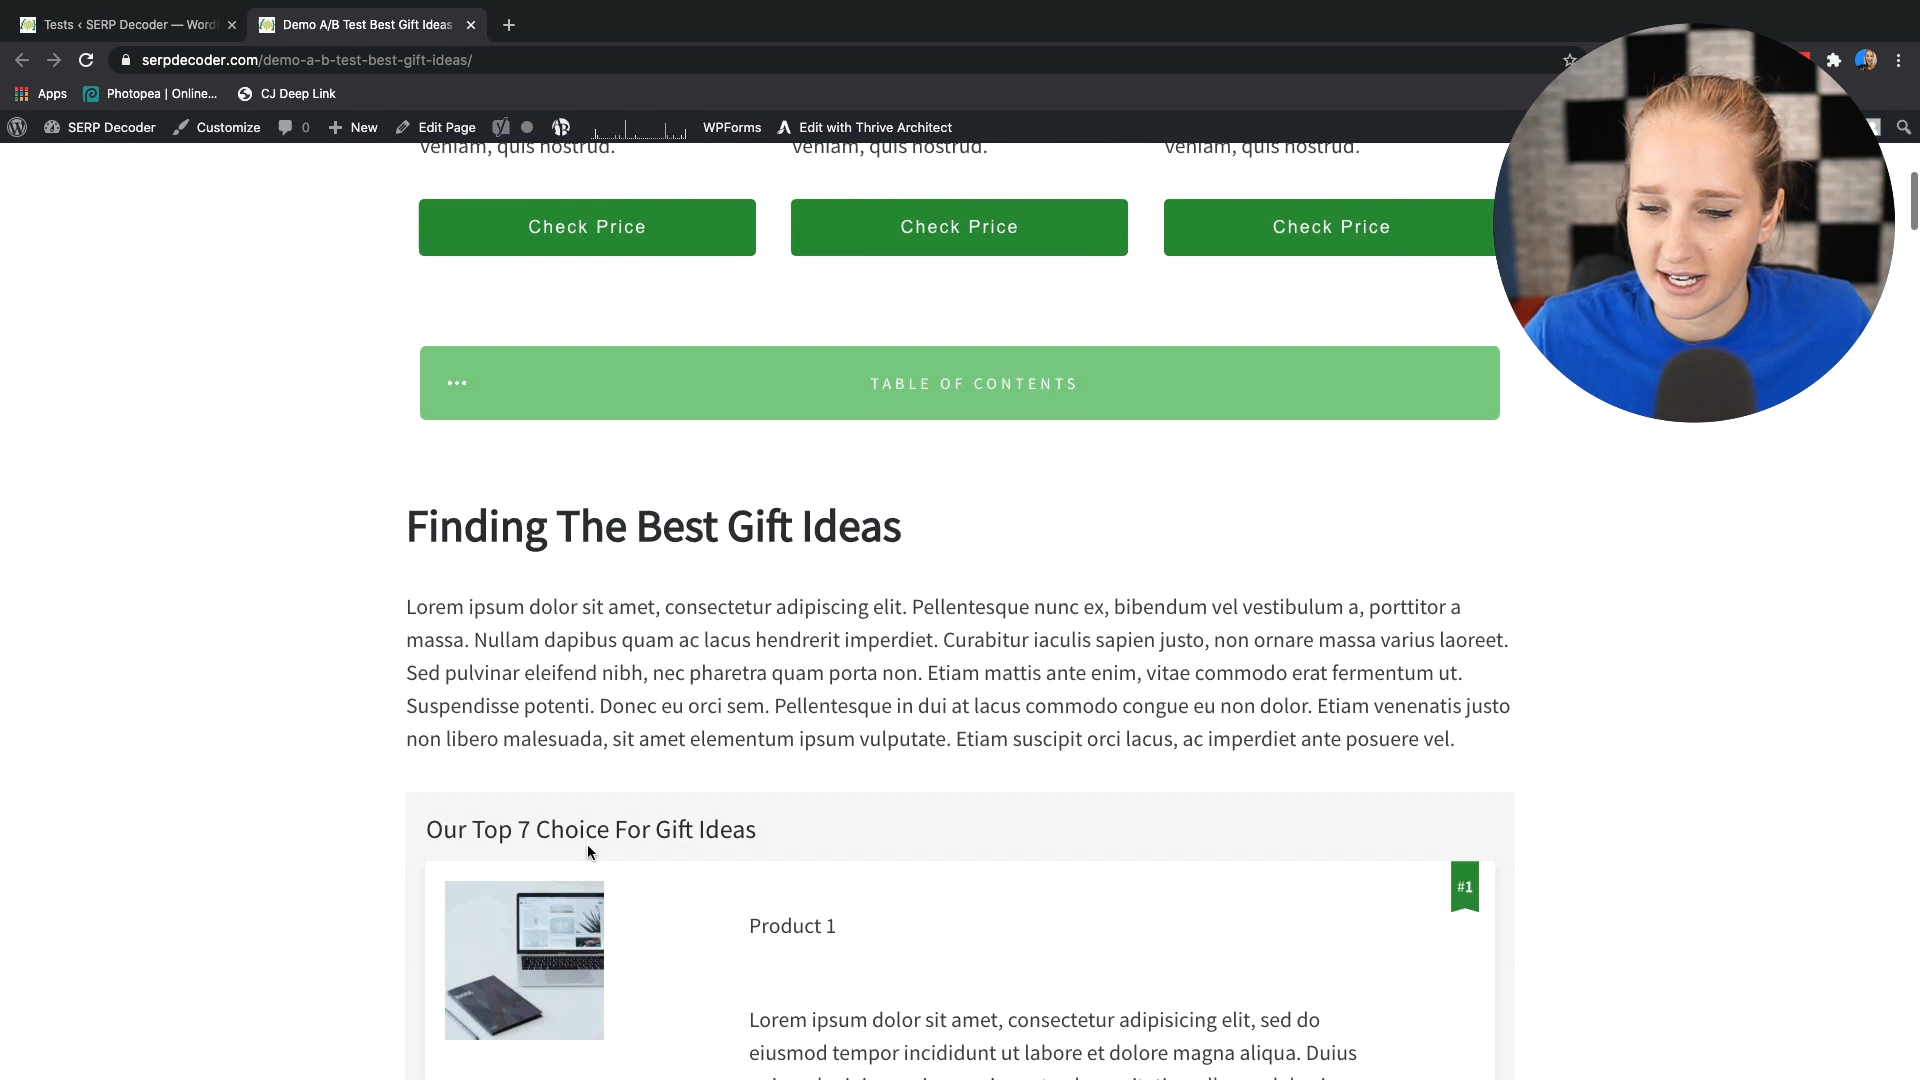 Tests ‹ SERP Decoder — Word
Demo A/B Test Best Gift Ideas
serpdecoder.com/demo-a-b-test-best-gift-ideas/
Apps
Photopea | Online...
CJ Deep Link
SERP Decoder
Customize
0
New
Edit Page
WPForms
Edit with Thrive Architect
veniam, quis nostrud.
veniam, quis nostrud.
veniam, quis nostrud.
Check Price
Check Price
Check Price
TABLE OF CONTENTS
Finding The Best Gift Ideas
Lorem ipsum dolor sit amet, consectetur adipiscing elit. Pellentesque nunc ex, bibendum vel vestibulum a, porttitor a
massa. Nullam dapibus quam ac lacus hendrerit imperdiet. Curabitur iaculis sapien justo, non ornare massa varius laoreet.
Sed pulvinar eleifend nibh, nec pharetra quam porta non. Etiam mattis ante enim, vitae commodo erat fermentum ut.
Suspendisse potenti. Donec eu orci sem. Pellentesque in dui at lacus commodo congue eu non dolor. Etiam venenatis justo
non libero malesuada, sit amet elementum ipsum vulputate. Etiam suscipit orci lacus, ac imperdiet ante posuere vel.
Our Top 7 Choice For Gift Ideas
#1
Product 1
Lorem ipsum dolor sit amet, consectetur adipisicing elit, sed do
eiusmod tempor incididunt ut labore et dolore magna aliqua. Duius